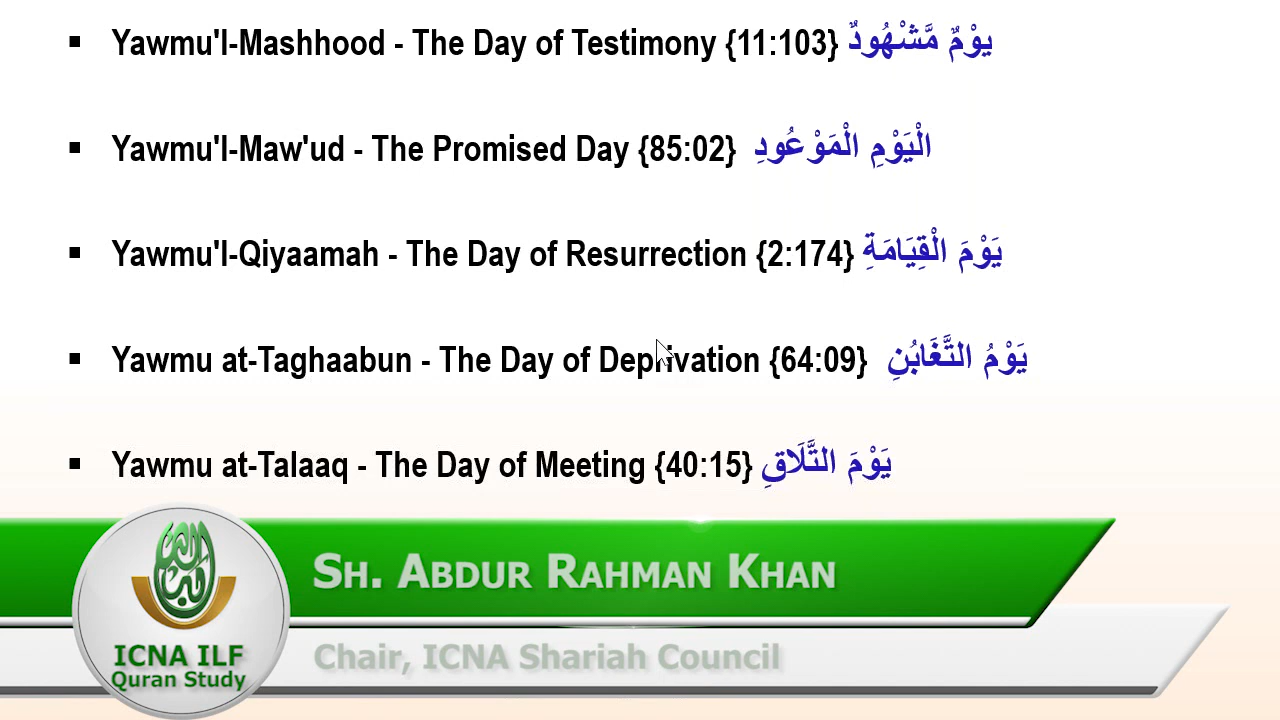 ▪ Yawmu'l-Mashhood - The Day of Testimony {11:103} يوْمٌ مَّشْهُودٌ
▪ Yawmu'l-Maw'ud - The Promised Day {85:02} الْيَوْمِ الْمَوْعُودِ
▪ Yawmu'l-Qiyaamah - The Day of Resurrection {2:174} يَوْمَ الْقِيَامَةِ
▪ Yawmu at-Taghaabun - The Day of Deprivation {64:09} يَوْمُ التَّغَابُنِ
▪ Yawmu at-Talaaq - The Day of Meeting {40:15} يَوْمَ التَّلَاقِ
Sh. Abdur Rahman Khan
Chair, ICNA Shariah Council
ICNA ILF
Quran Study